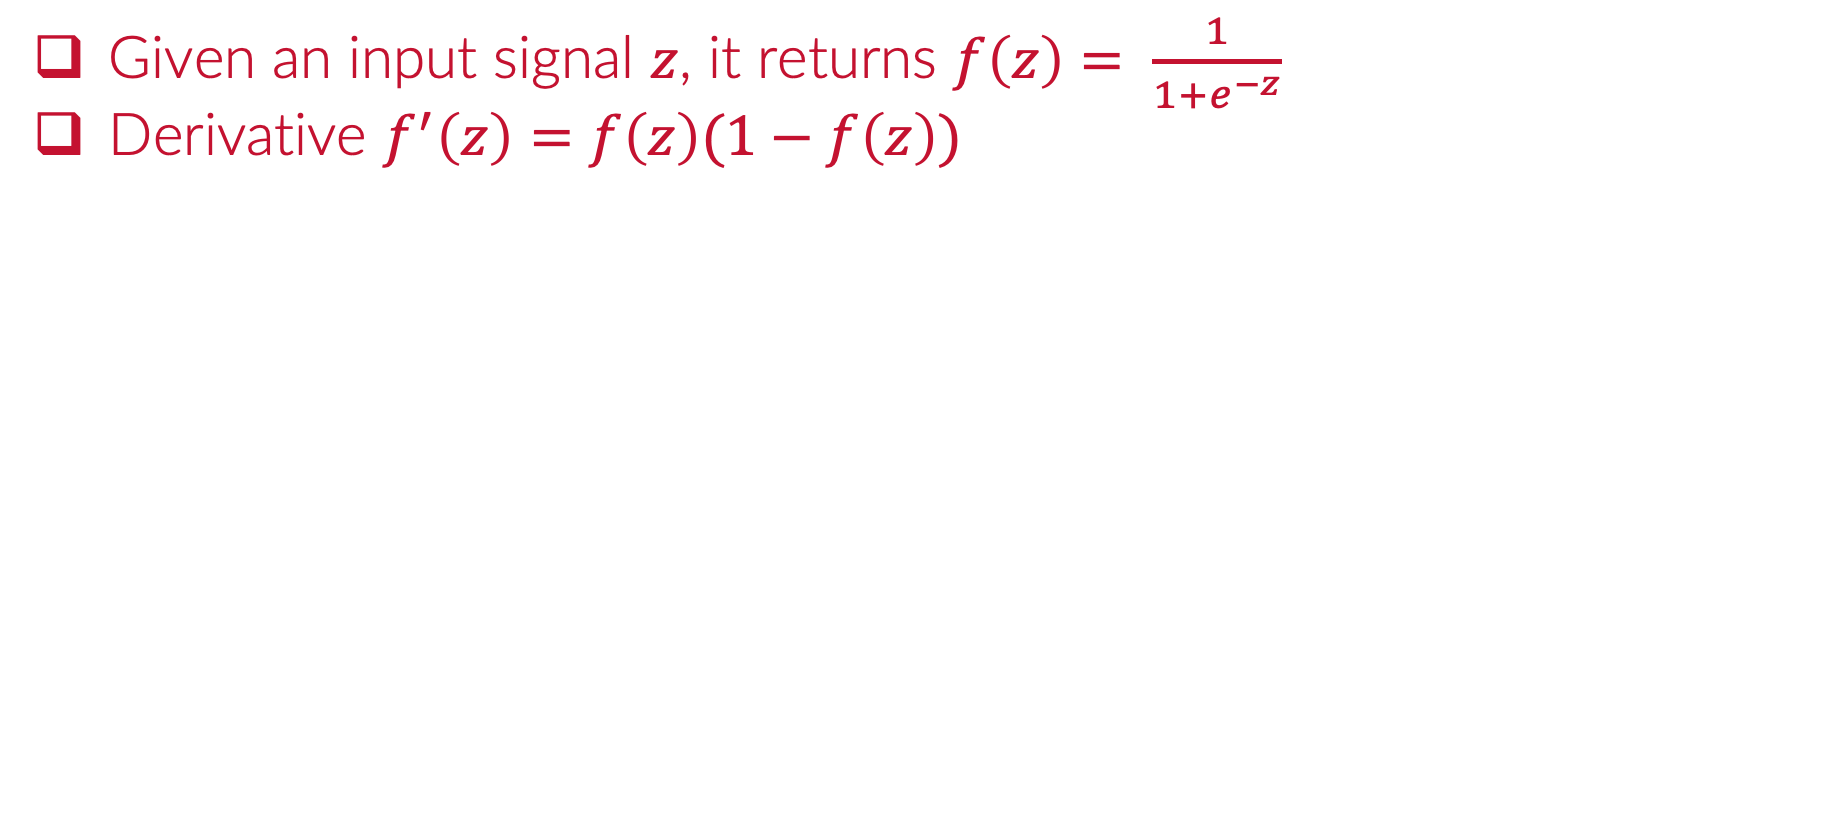 ❑ Given an input signal z, it returns f(z) = 1/(1+e^−z)
❑ Derivative f′(z) = f(z)(1 − f(z))